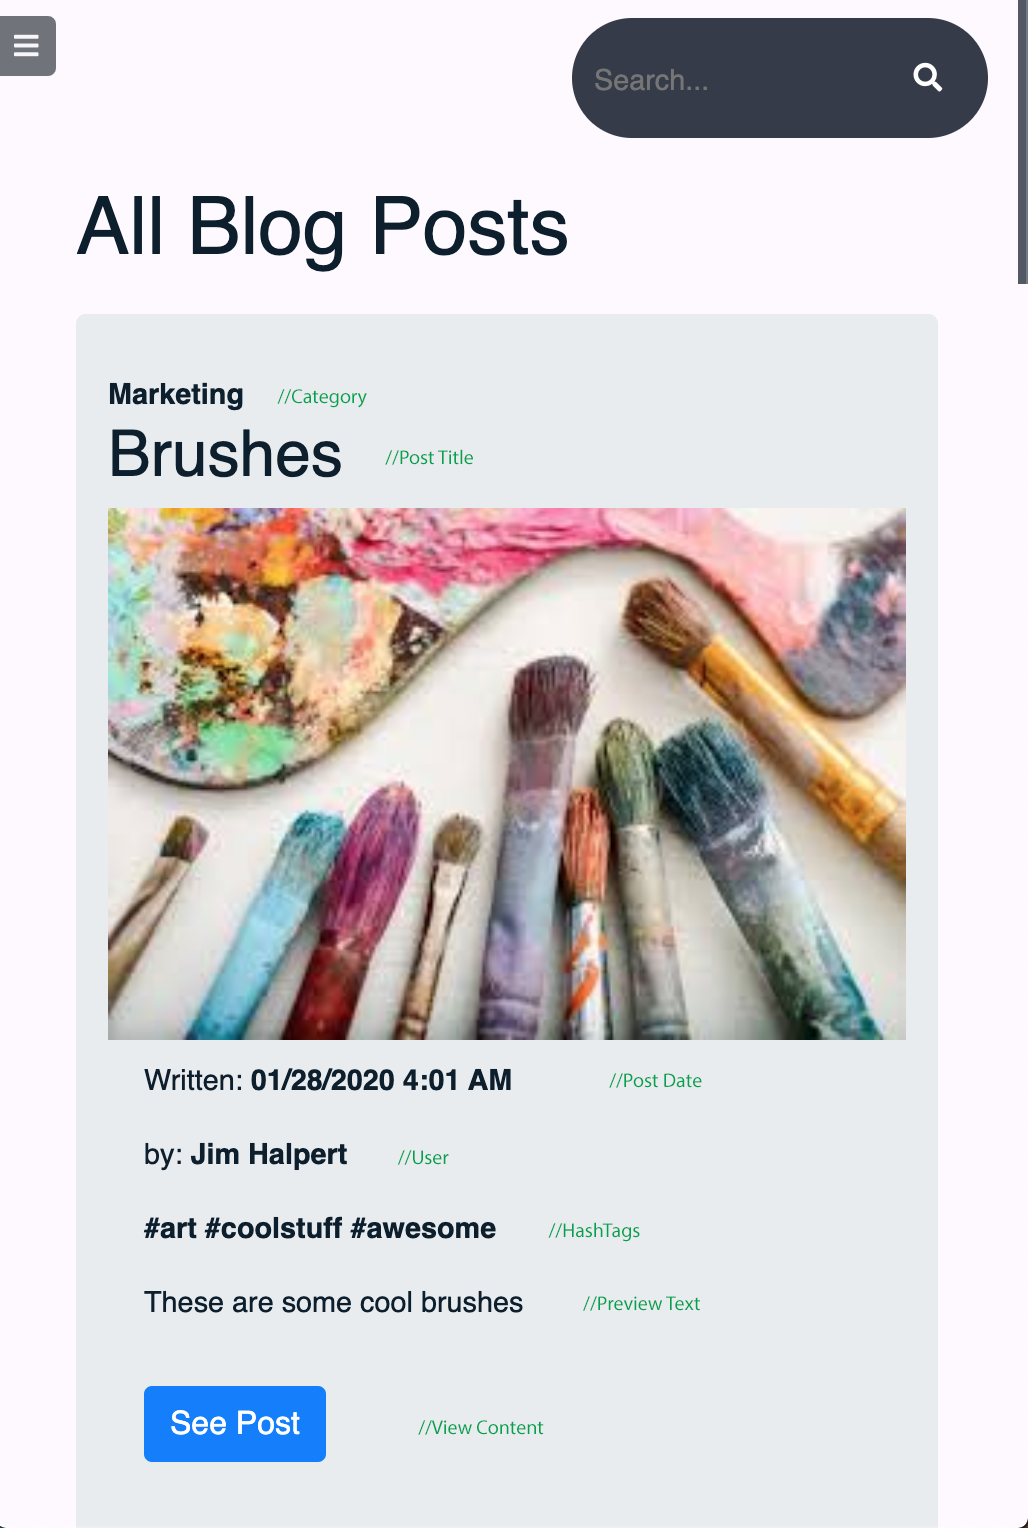 Search...
All Blog Posts
Marketing //Category
Brushes //Post Title
Written: 01/28/2020 4:01 AM //Post Date
by: Jim Halpert //User
#art #coolstuff #awesome //HashTags
These are some cool brushes //Preview Text
See Post //View Content